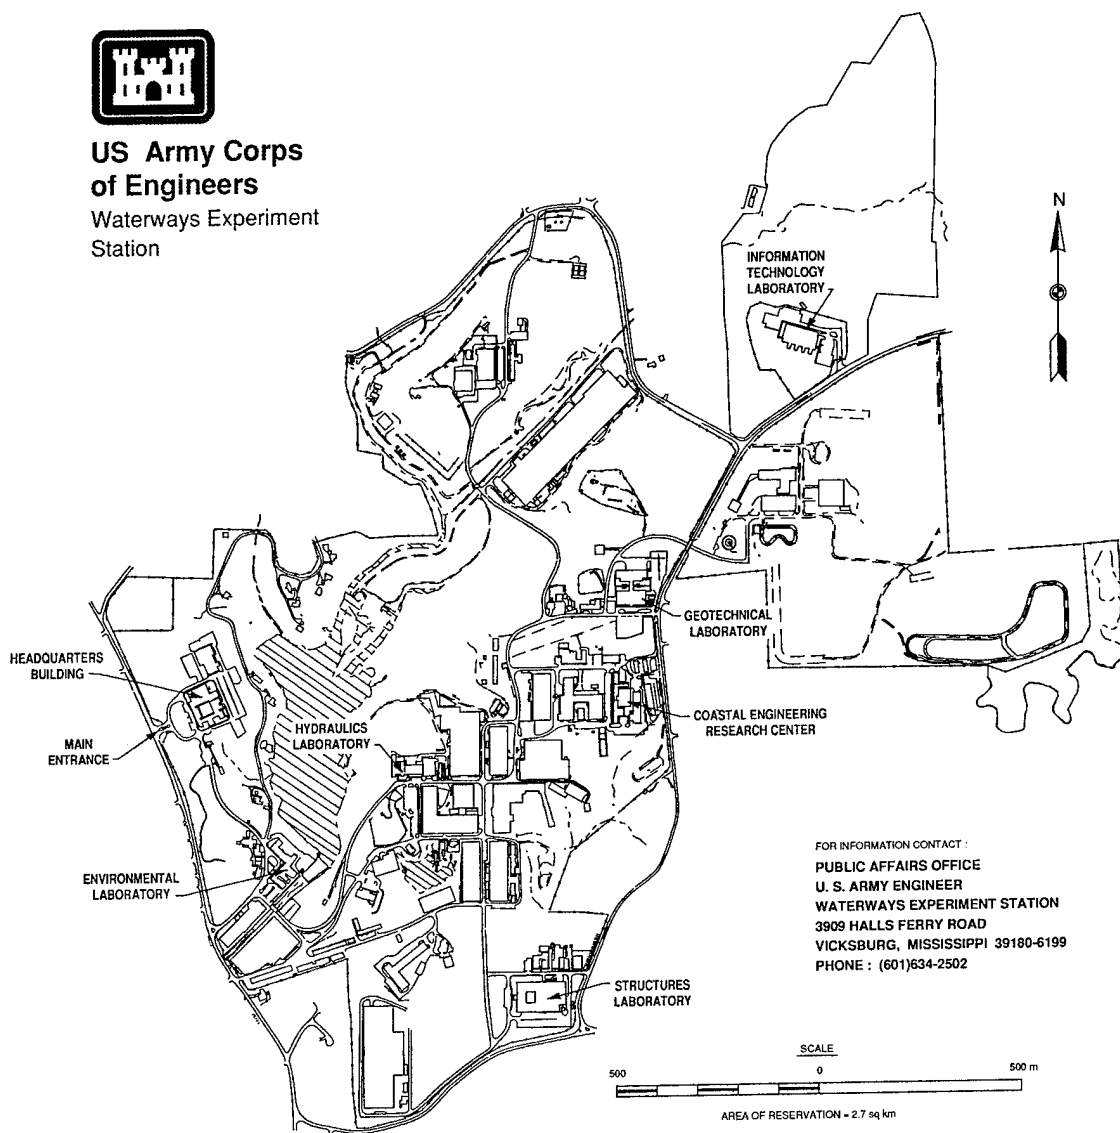 US Army Corps
of Engineers
Waterways Experiment
Station
N
INFORMATION
TECHNOLOGY
LABORATORY
GEOTECHNICAL
LABORATORY
HEADQUARTERS
BUILDING
MAIN
ENTRANCE
HYDRAULICS
LABORATORY
COASTAL ENGINEERING
RESEARCH CENTER
ENVIRONMENTAL
LABORATORY
STRUCTURES
LABORATORY
FOR INFORMATION CONTACT :
PUBLIC AFFAIRS OFFICE
U. S. ARMY ENGINEER
WATERWAYS EXPERIMENT STATION
3909 HALLS FERRY ROAD
VICKSBURG, MISSISSIPPI 39180-6199
PHONE : (601)634-2502
SCALE
500 0 500 m
AREA OF RESERVATION = 2.7 sq km